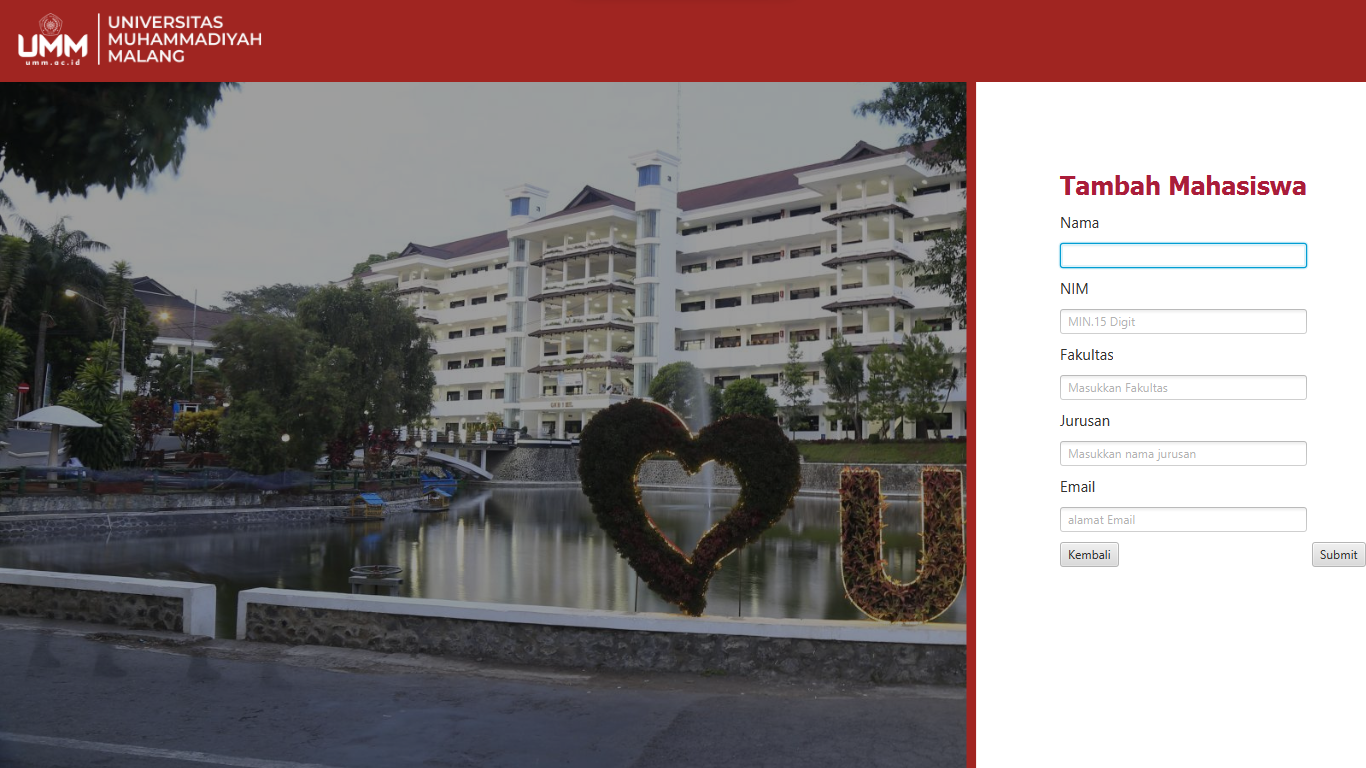 UMM
umm.ac.id
UNIVERSITAS
MUHAMMADIYAH
MALANG
Tambah Mahasiswa
Nama
NIM
MIN.15 Digit
Fakultas
Masukkan Fakultas
Jurusan
Masukkan nama jurusan
Email
alamat Email
Kembali
Submit
U